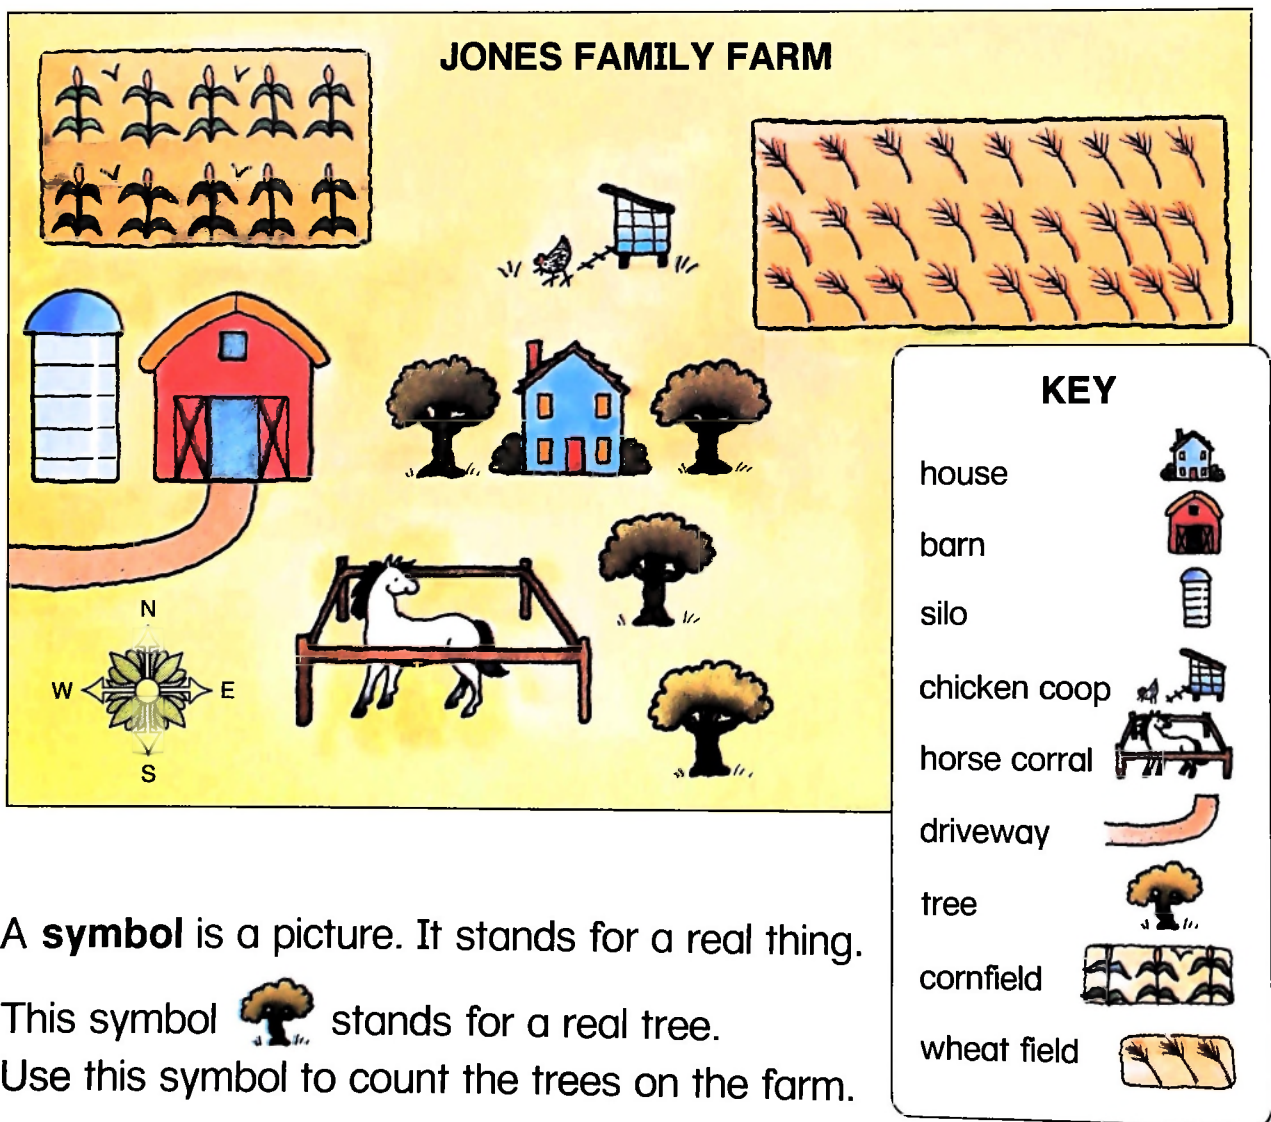 JONES FAMILY FARM
N
W E
S
KEY
house
barn
silo
chicken coop
horse corral
driveway
tree
cornfield
wheat field
A symbol is a picture. It stands for a real thing.
This symbol stands for a real tree.
Use this symbol to count the trees on the farm.